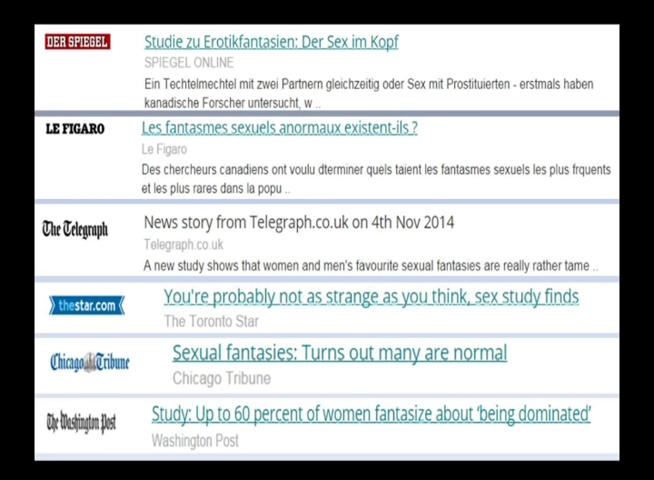 DER SPIEGEL
Studie zu Erotikfantasien: Der Sex im Kopf
SPIEGEL ONLINE
Ein Techtelmechtel mit zwei Partnern gleichzeitig oder Sex mit Prostituierten - erstmals haben
kanadische Forscher untersucht, w ..
LE FIGARO
Les fantasmes sexuels anormaux existent-ils ?
Le Figaro
Des chercheurs canadiens ont voulu dterminer quels taient les fantasmes sexuels les plus frquents
et les plus rares dans la popu ..
The Telegraph
News story from Telegraph.co.uk on 4th Nov 2014
Telegraph.co.uk
A new study shows that women and men's favourite sexual fantasies are really rather tame ..
thestar.com
You're probably not as strange as you think, sex study finds
The Toronto Star
Chicago Tribune
Sexual fantasies: Turns out many are normal
Chicago Tribune
The Washington Post
Study: Up to 60 percent of women fantasize about ‘being dominated’
Washington Post